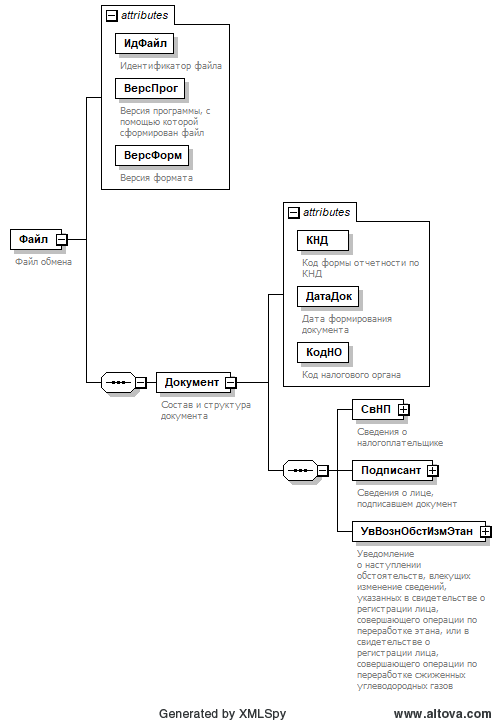 attributes
ИдФайл
Идентификатор файла
ВерсПрог
Версия программы, с
помощью которой
сформирован файл
ВерсФорм
Версия формата
Файл
Файл обмена
Документ
Состав и структура
документа
attributes
КНД
Код формы отчетности по
КНД
ДатаДок
Дата формирования
документа
КодНО
Код налогового органа
СвНП
Сведения о
налогоплательщике
Подписант
Сведения о лице,
подписавшем документ
УвВознОбстИзмЭтан
Уведомление
о наступлении
обстоятельств, влекущих
изменение сведений,
указанных в свидетельстве о
регистрации лица,
совершающего операции по
переработке этана, или в
свидетельстве о
регистрации лица,
совершающего операции по
переработке сжиженных
углеводородных газов
Generated by XMLSpy
www.altova.com